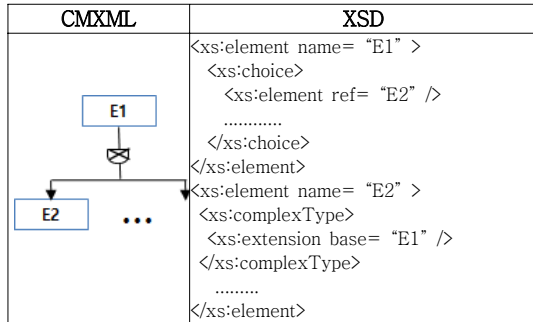 CMXML XSD
<xs:element name= “E1” >
<xs:choice>
<xs:element ref= “E2” />
............
</xs:choice>
</xs:element>
<xs:element name= “E2” >
<xs:complexType>
<xs:extension base= “E1” />
</xs:complexType>
.........
</xs:element>
E1
E2 •••